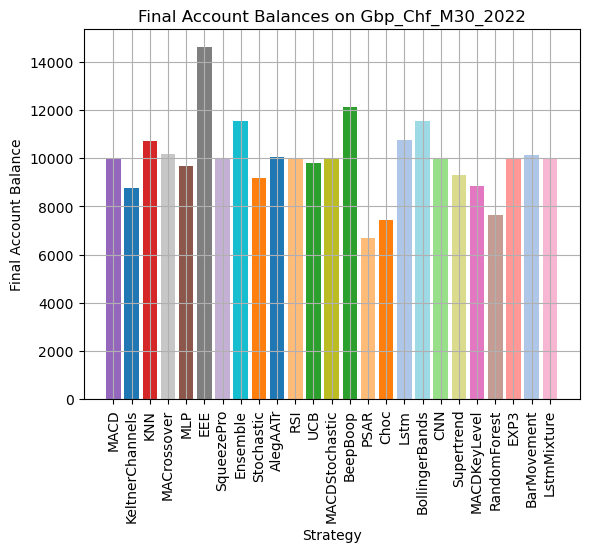 Final Account Balances on Gbp_Chf_M30_2022
Final Account Balance
14000
12000
10000
8000
6000
4000
2000
0
MACD
KeltnerChannels
KNN
MACrossover
MLP
EEE
SqueezePro
Ensemble
Stochastic
AlegAATr
RSI
UCB
MACDStochastic
BeepBoop
PSAR
Choc
Lstm
BollingerBands
CNN
Supertrend
MACDKeyLevel
RandomForest
EXP3
BarMovement
LstmMixture
Strategy